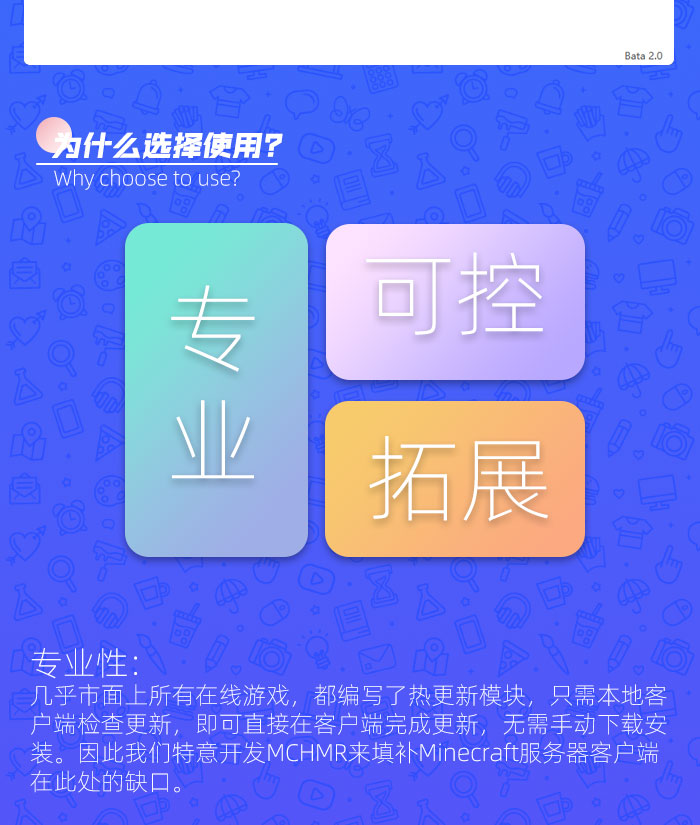 Bata 2.0
为什么选择使用?
Why choose to use?
专
业
可控
拓展
专业性：
几乎市面上所有在线游戏，都编写了热更新模块，只需本地客
户端检查更新，即可直接在客户端完成更新，无需手动下载安
装。因此我们特意开发MCHMR来填补Minecraft服务器客户端
在此处的缺口。